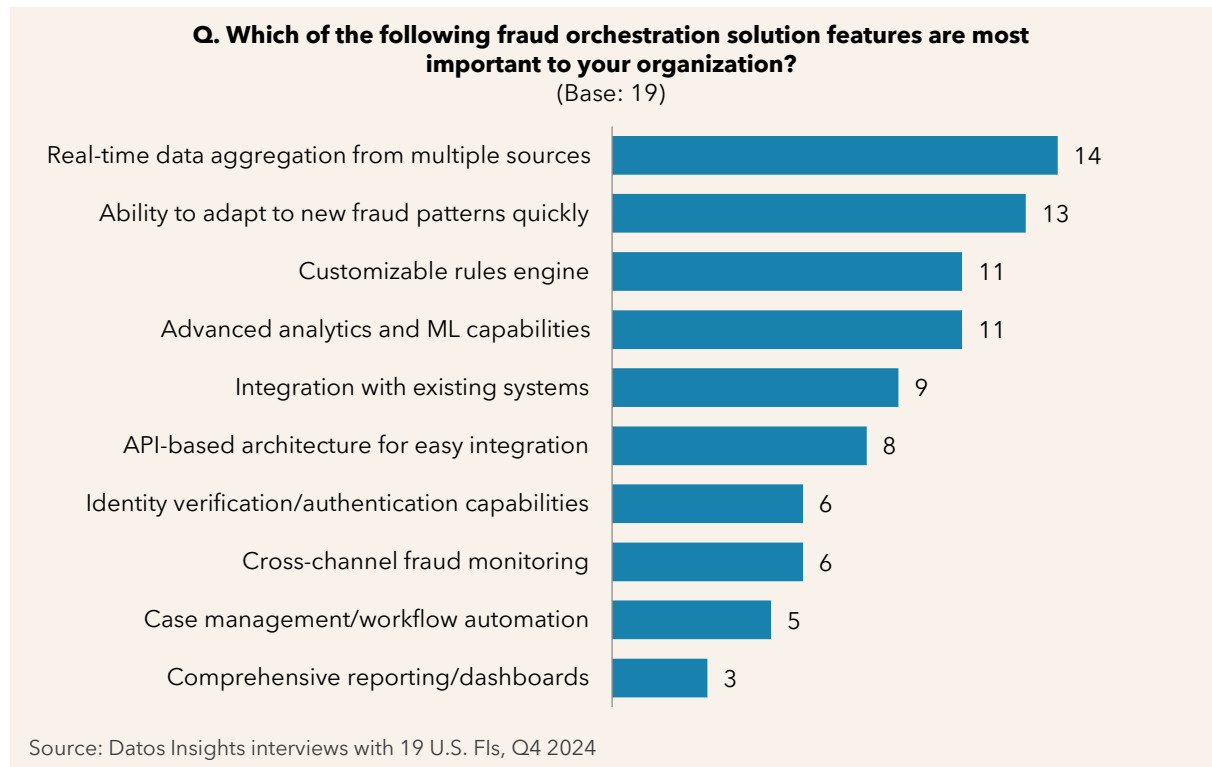 Q. Which of the following fraud orchestration solution features are most
important to your organization?
(Base: 19)
Real-time data aggregation from multiple sources 14
Ability to adapt to new fraud patterns quickly 13
Customizable rules engine 11
Advanced analytics and ML capabilities 11
Integration with existing systems 9
API-based architecture for easy integration 8
Identity verification/authentication capabilities 6
Cross-channel fraud monitoring 6
Case management/workflow automation 5
Comprehensive reporting/dashboards 3
Source: Datos Insights interviews with 19 U.S. FIs, Q4 2024